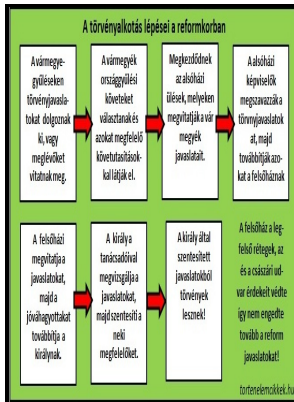 A törvényalkotás lépései a reformkorban
A vármegye-
gyűléseken
törvényjavasla-
tokat dolgoznak
ki, vagy
meglévőket
vitatnak meg.
A vármegyék
országgyűlési
követeket
választanak és
azokat megfelelő
követutasítások-
kal látják el.
Megkezdődnek
az alsóházi
ülések, melyeken
megvitatják a vár
megyék
javaslatait.
A alsóházi
képviselők
megszavazzák a
törvnyjavaslatok
at, majd
továbbítják azo-
kat a felsőháznak
A felsőházi
megvitatja a
javaslatokat,
majd a
jóváhagyottakat
továbbítja a
királynak.
A király a
tanácsadóival
megvizsgálja a
javaslatokat,
majd szentesíti a
neki
megfelelőket.
A király által
szentesített
javaslatokból
törvények
lesznek!
A felsőház a leg-
felső rétegek, az
és a császári ud-
var érdekeit védte
így nem engedte
tovább a reform
javaslatokat!
tortenelemcikkek.hu